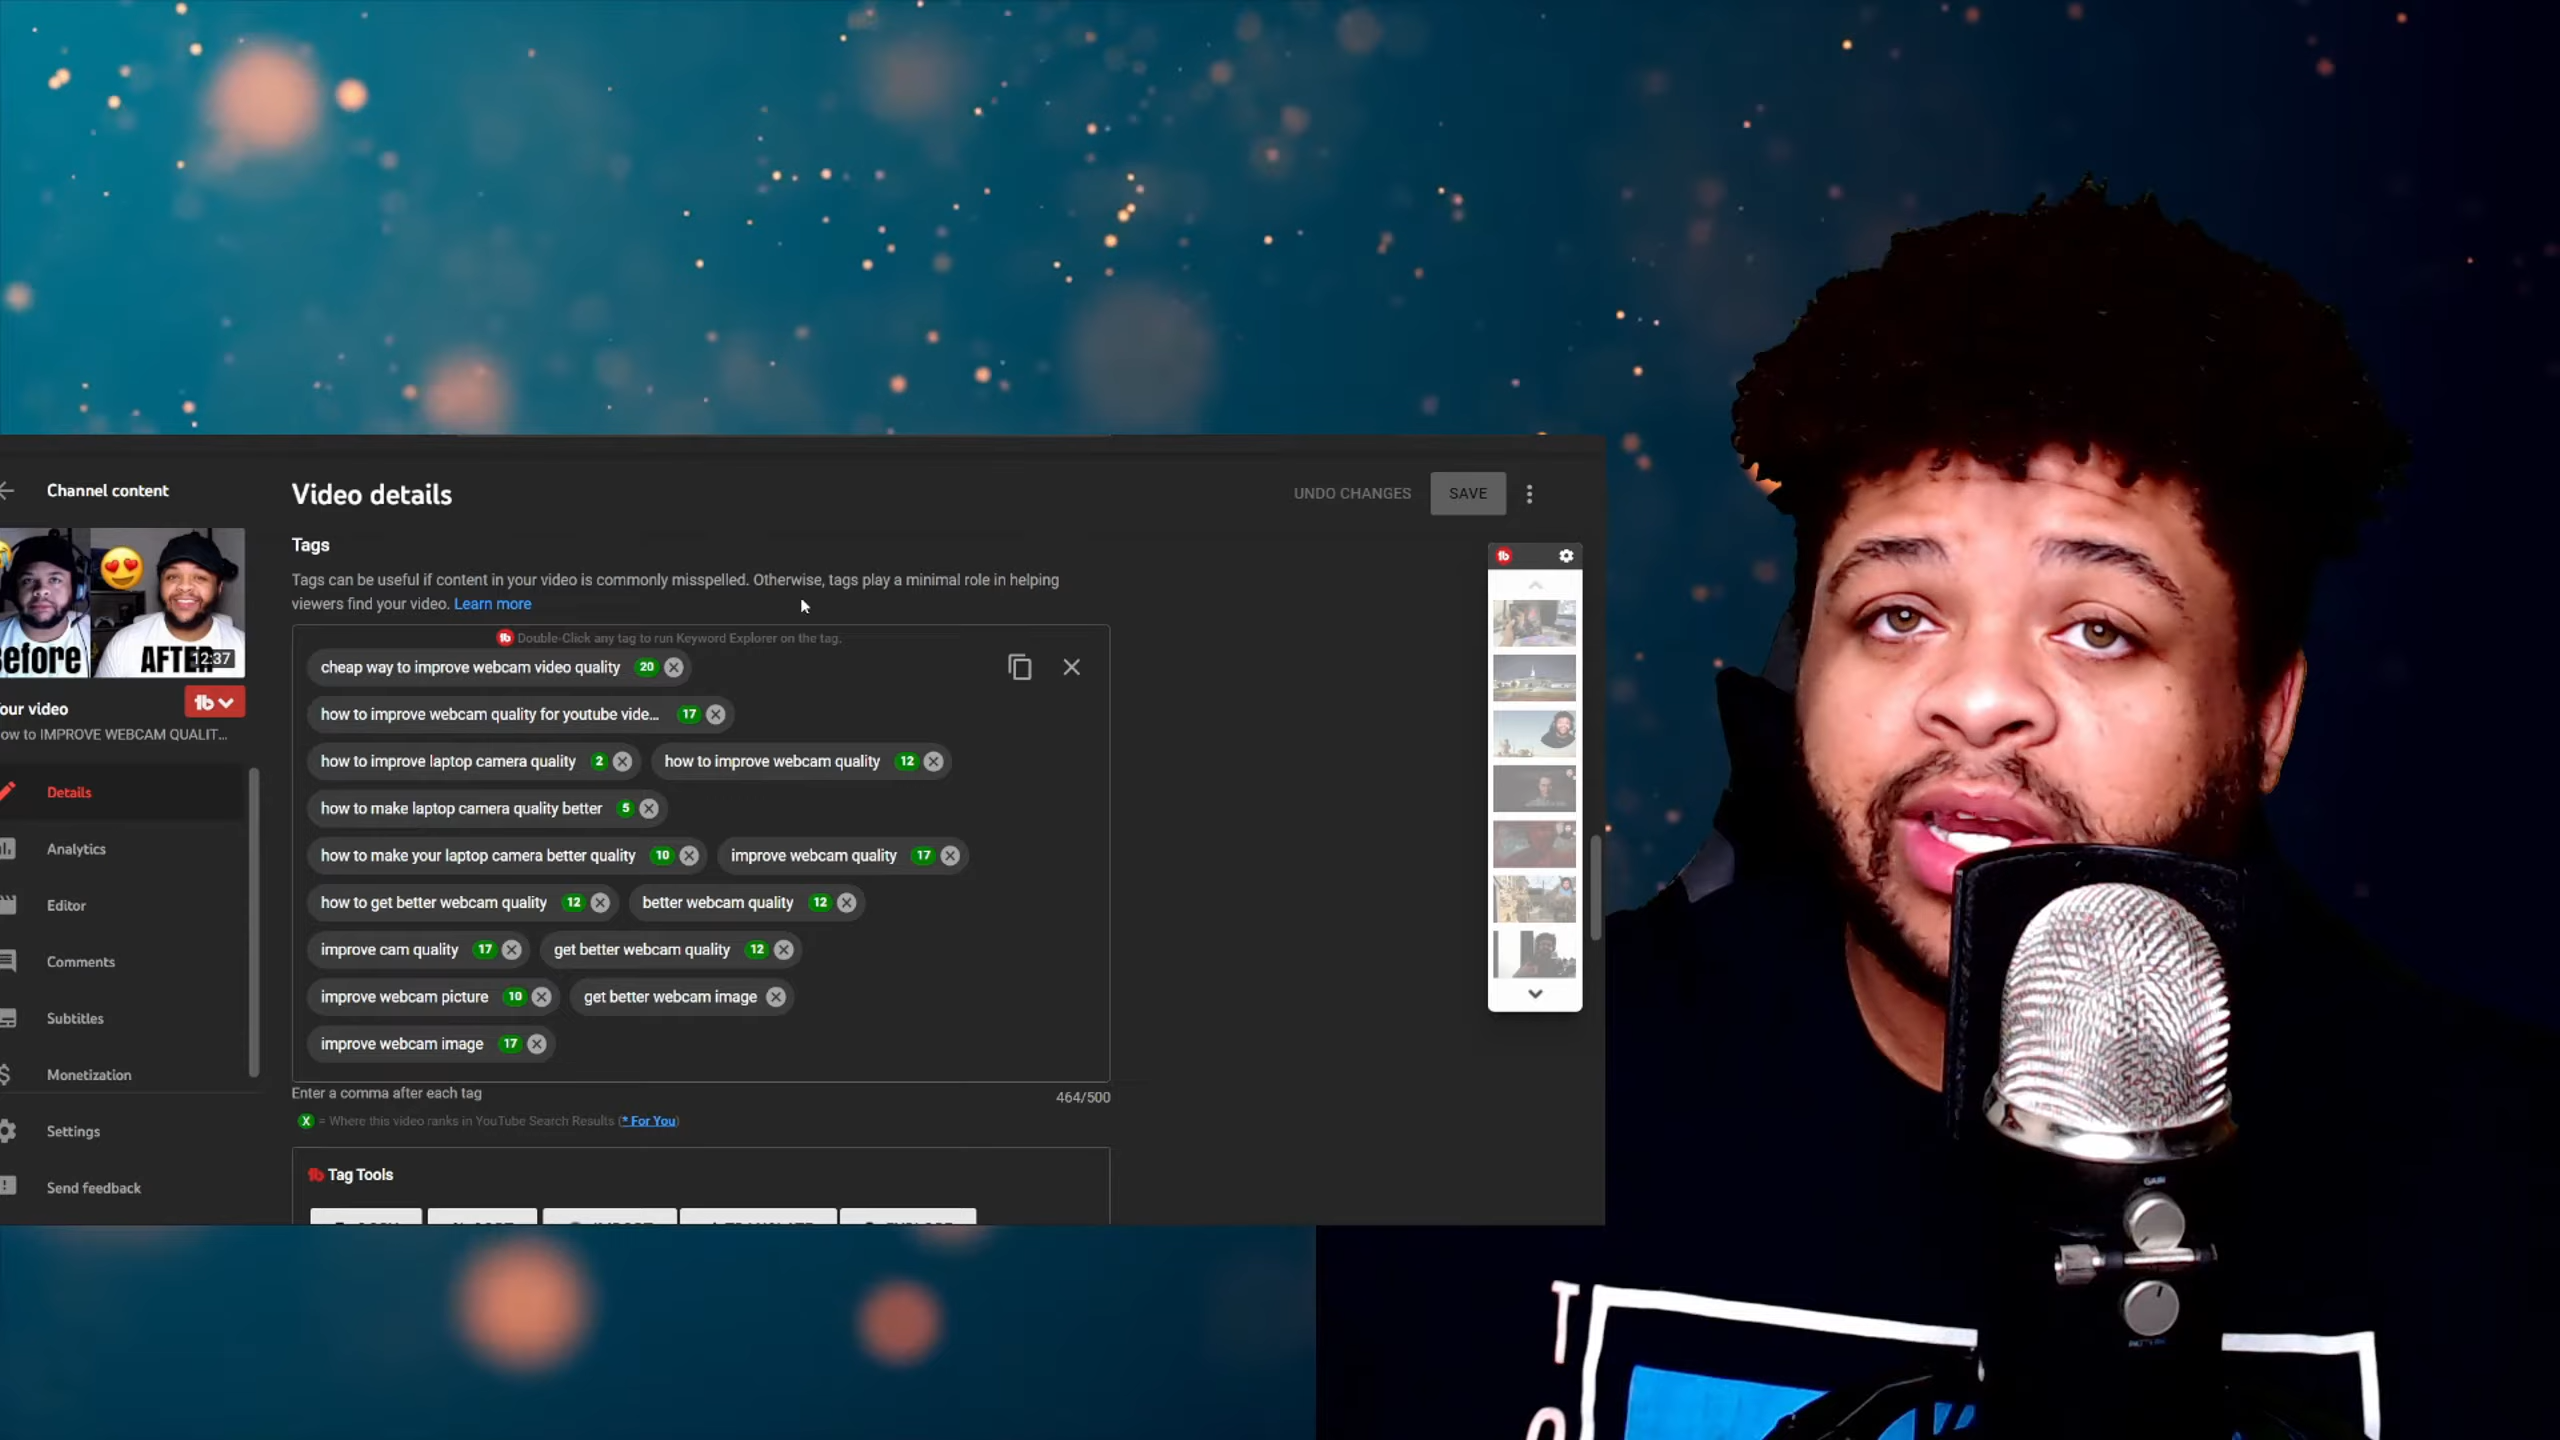 Channel content
Video details
UNDO CHANGES
SAVE
Tags
Tags can be useful if content in your video is commonly misspelled. Otherwise, tags play a minimal role in helping
viewers find your video. Learn more
Double-Click any tag to run Keyword Explorer on the tag.
cheap way to improve webcam video quality 20
how to improve webcam quality for youtube vide... 17
how to improve laptop camera quality 2
how to improve webcam quality 12
how to make laptop camera quality better 5
how to make your laptop camera better quality 10
improve webcam quality 17
how to get better webcam quality 12
better webcam quality 12
improve cam quality 17
get better webcam quality 12
improve webcam picture 10
get better webcam image
improve webcam image 17
Enter a comma after each tag
464/500
X = Where this video ranks in YouTube Search Results (* For You)
tb Tag Tools
efore
AFTER
12:37
our video
tb
ow to IMPROVE WEBCAM QUALIT...
Details
Analytics
Editor
Comments
Subtitles
Monetization
Settings
Send feedback
tb
GAIN
T
O